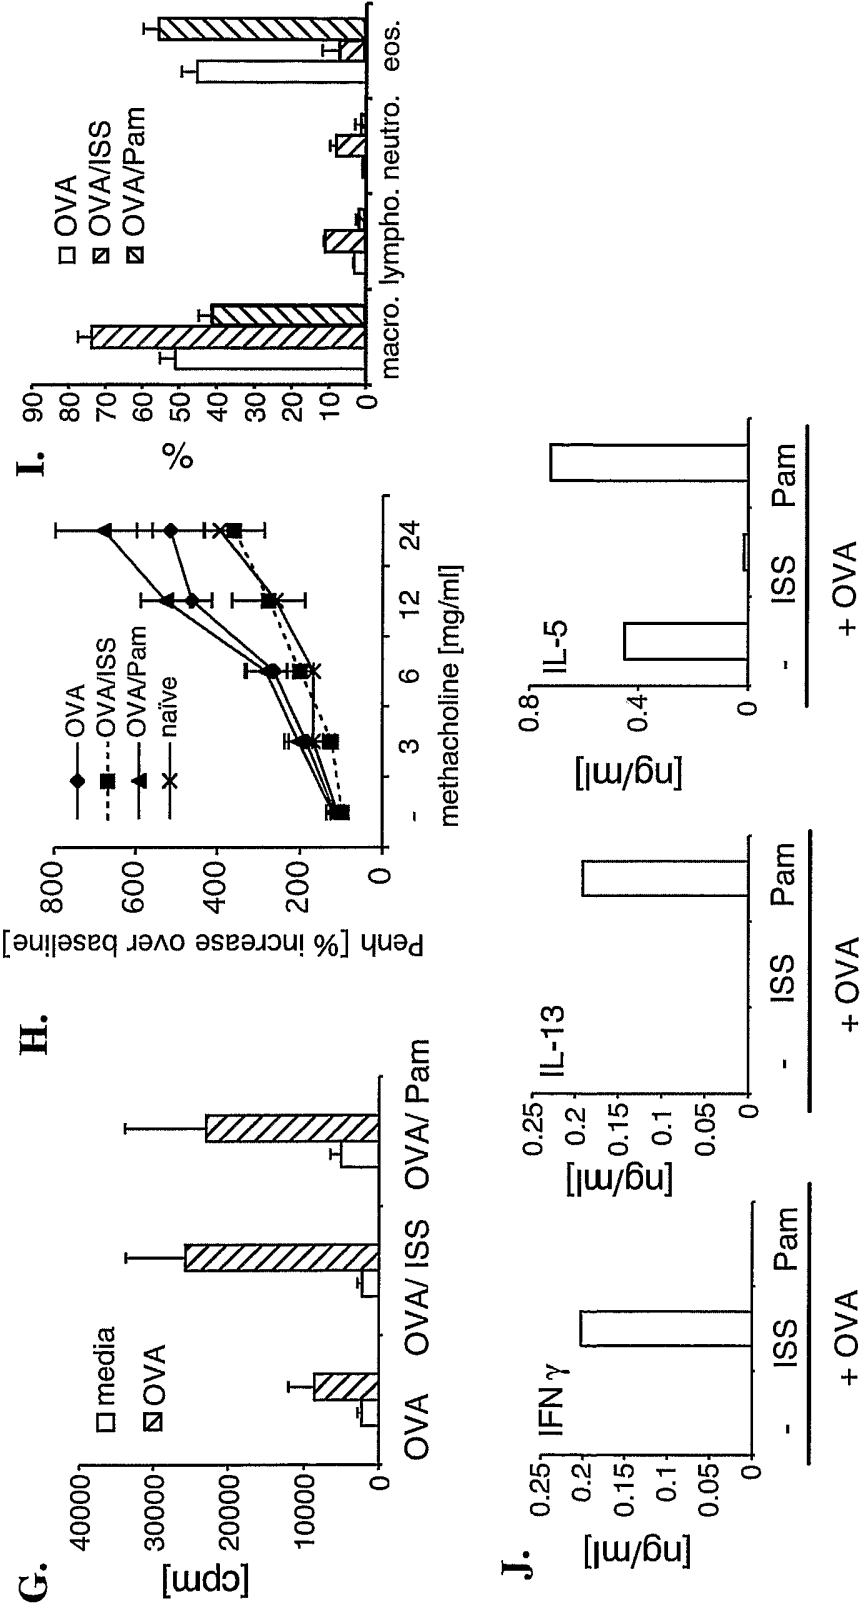 G.
[cpm]
40000
30000
20000
10000
0
media
OVA
OVA
OVA/ ISS
OVA/ Pam
H.
Penh [% increase over baseline]
800
600
400
200
0
OVA
OVA/ISS
OVA/Pam
naïve
- 3 6 12 24
methacholine [mg/ml]
I.
%
90
80
70
60
50
40
30
20
10
0
OVA
OVA/ISS
OVA/Pam
macro. lympho. neutro. eos.
J.
IFN γ
[ng/ml]
0.25
0.2
0.15
0.1
0.05
0
- ISS Pam
+ OVA
IL-13
[ng/ml]
0.25
0.2
0.15
0.05
0
- ISS Pam
+ OVA
IL-5
[ng/ml]
0.8
0.4
0
- ISS Pam
+ OVA